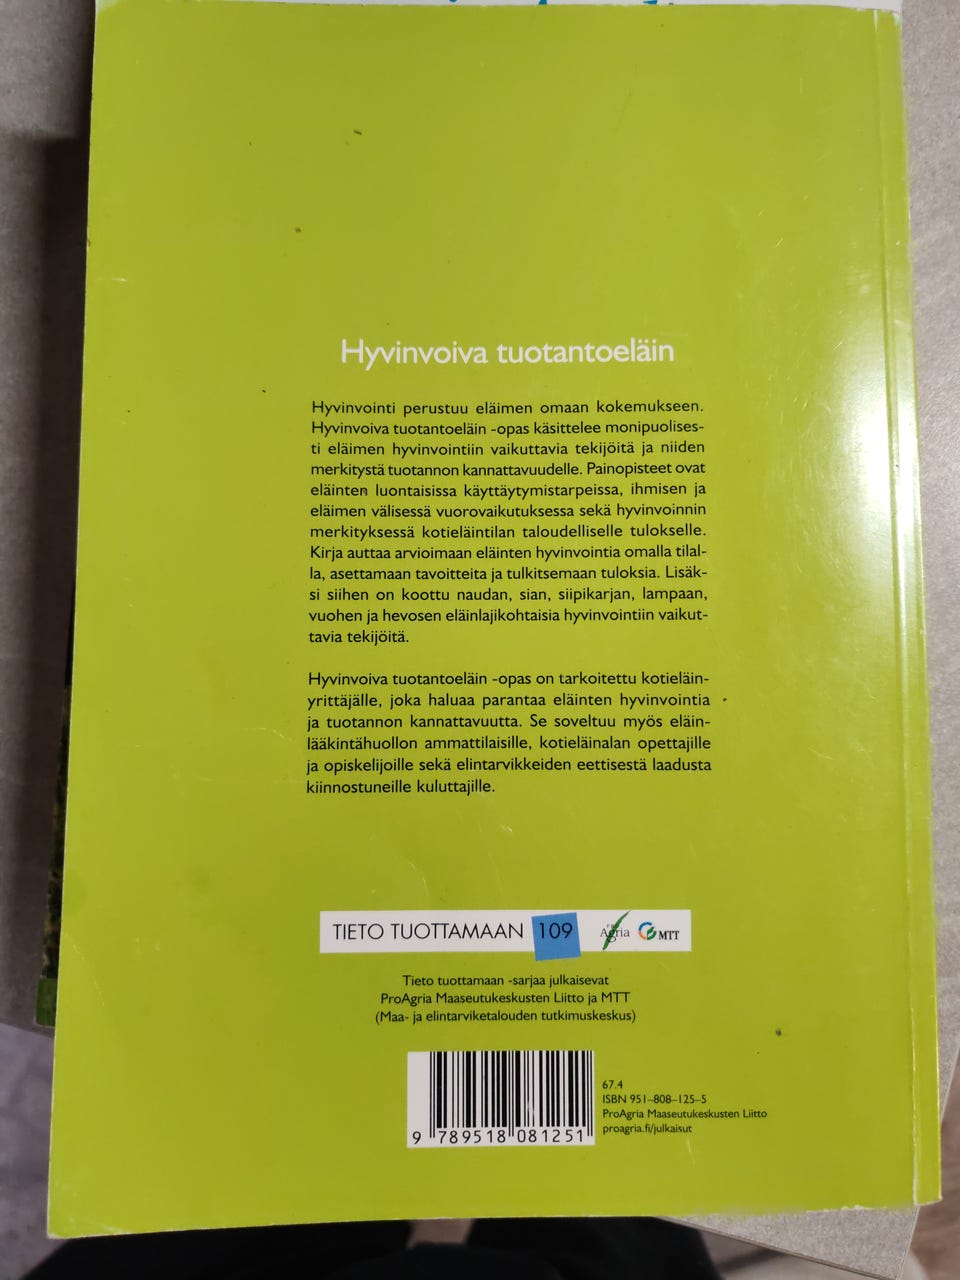 Hyvinvoiva tuotantoeläin
Hyvinvointi perustuu eläimen omaan kokemukseen.
Hyvinvoiva tuotantoeläin -opas käsittelee monipuolises-
ti eläimen hyvinvointiin vaikuttavia tekijöitä ja niiden
merkitystä tuotannon kannattavuudelle. Painopisteet ovat
eläinten luontaisissa käyttäytymistarpeissa, ihmisen ja
eläimen välisessä vuorovaikutuksessa sekä hyvinvoinnin
merkityksessä kotieläintilan taloudelliselle tulokselle.
Kirja auttaa arvioimaan eläinten hyvinvointia omalla tilal-
la, asettamaan tavoitteita ja tulkitsemaan tuloksia. Lisäk-
si siihen on koottu naudan, sian, siipikarjan, lampaan,
vuohen ja hevosen eläinlajikohtaisia hyvinvointiin vaikut-
tavia tekijöitä.
Hyvinvoiva tuotantoeläin -opas on tarkoitettu kotieläin-
yrittäjälle, joka haluaa parantaa eläinten hyvinvointia
ja tuotannon kannattavuutta. Se soveltuu myös eläin-
lääkintähuollon ammattilaisille, kotieläinalan opettajille
ja opiskelijoille sekä elintarvikkeiden eettisestä laadusta
kiinnostuneille kuluttajille.
TIETO TUOTTAMAAN 109 Agria MTT
Tieto tuottamaan -sarjaa julkaisevat
ProAgria Maaseutukeskusten Liitto ja MTT
(Maa- ja elintarviketalouden tutkimuskeskus)
67.4
ISBN 951-808-125-5
ProAgria Maaseutukeskusten Liitto
proagria.fi/julkaisut
9 789518 081251